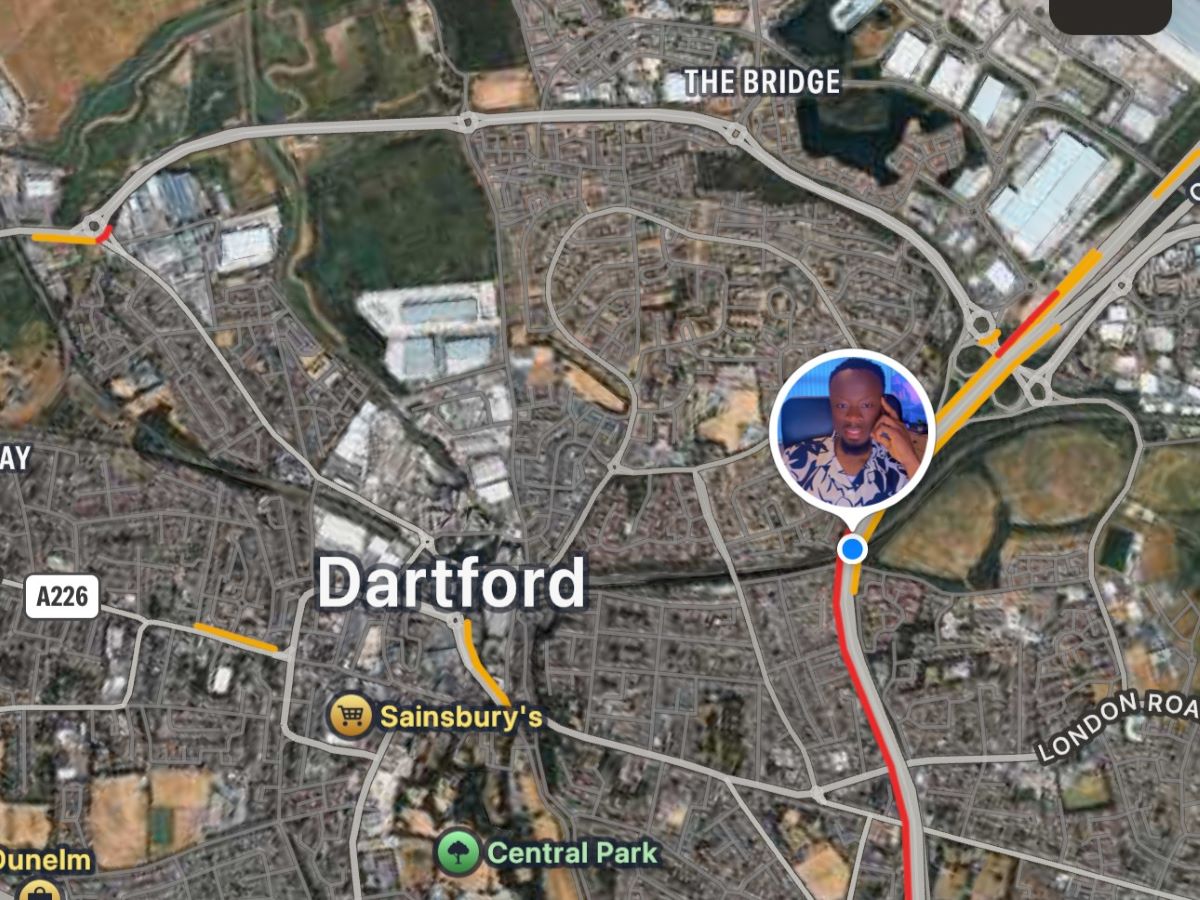 THE BRIDGE
AY
A226
Dartford
Sainsbury's
LONDON ROA
Central Park
Dunelm